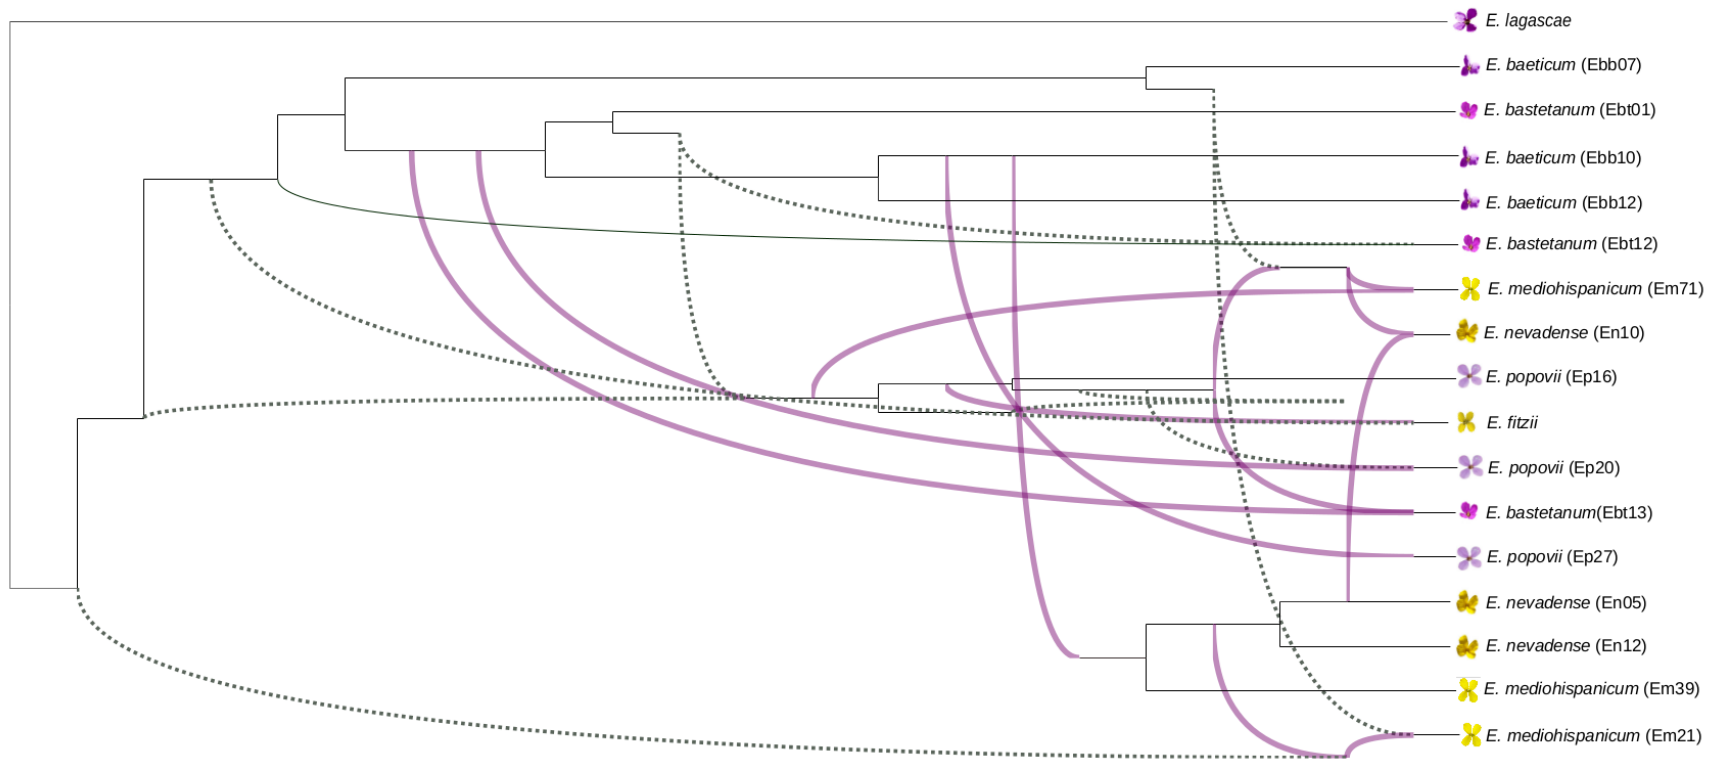 E. lagascae
E. baeticum (Ebb07)
E. bastetanum (Ebt01)
E. baeticum (Ebb10)
E. baeticum (Ebb12)
E. bastetanum (Ebt12)
E. mediohispanicum (Em71)
E. nevadense (En10)
E. popovii (Ep16)
E. fitzii
E. popovii (Ep20)
E. bastetanum(Ebt13)
E. popovii (Ep27)
E. nevadense (En05)
E. nevadense (En12)
E. mediohispanicum (Em39)
E. mediohispanicum (Em21)